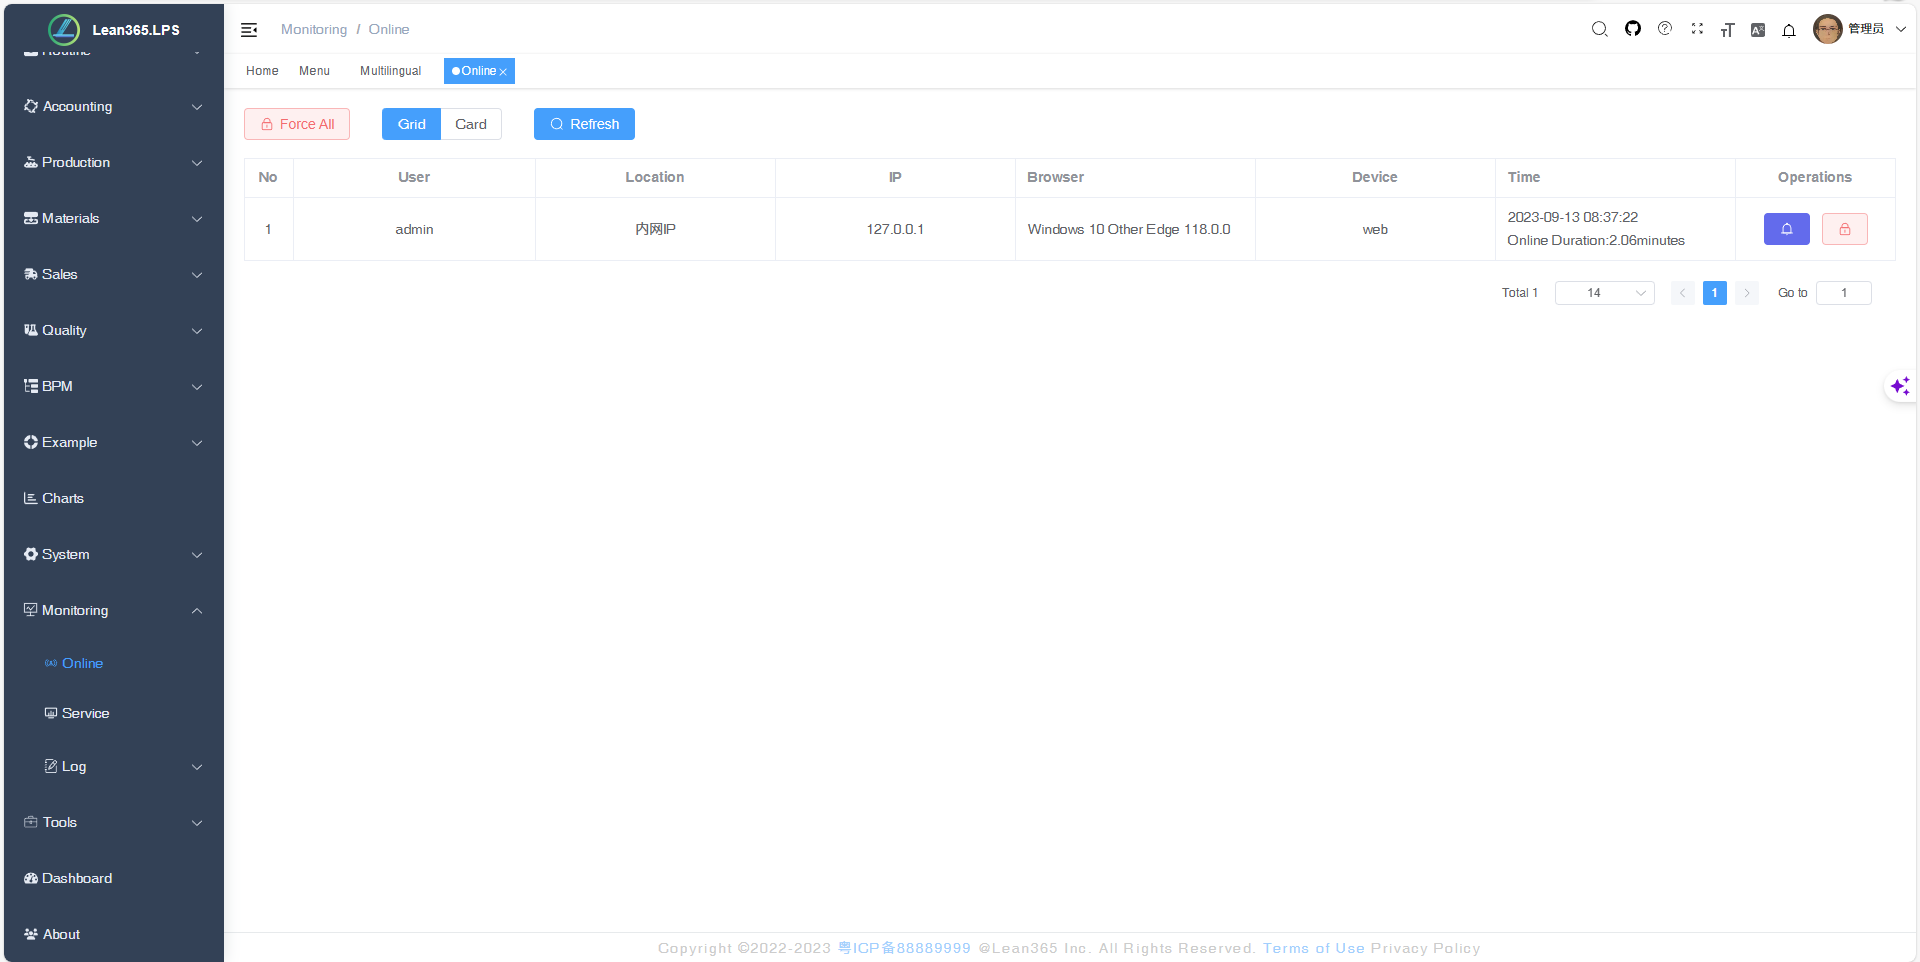 Lean365.LPS
Routine
Accounting
Production
Materials
Sales
Quality
BPM
Example
Charts
System
Monitoring
Online
Service
Log
Tools
Dashboard
About
Monitoring / Online
管理员
Home Menu Multilingual Online
Force All Grid Card Refresh
No User Location IP Browser Device Time Operations
1 admin 内网IP 127.0.0.1 Windows 10 Other Edge 118.0.0 web 2023-09-13 08:37:22
Online Duration:2.06minutes
Total 1 14 1 Go to 1
Copyright ©2022-2023 粤ICP备88889999 @Lean365 Inc. All Rights Reserved. Terms of Use Privacy Policy